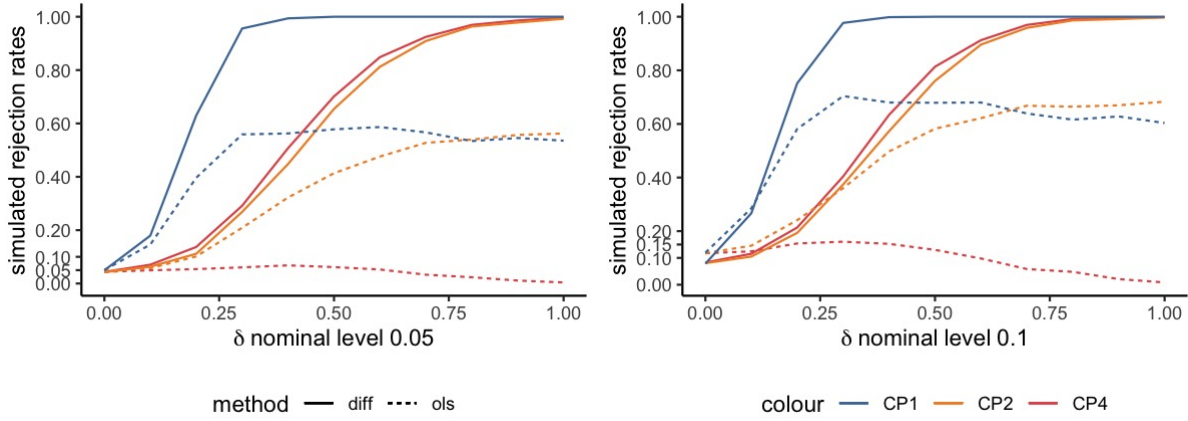 simulated rejection rates
1.00
0.80
0.60
0.40
0.20
0.10
0.05
0.00
0.00 0.25 0.50 0.75 1.00
δ nominal level 0.05
simulated rejection rates
1.00
0.80
0.60
0.40
0.20
0.15
0.10
0.00
0.00 0.25 0.50 0.75 1.00
δ nominal level 0.1
method diff ols
colour CP1 CP2 CP4